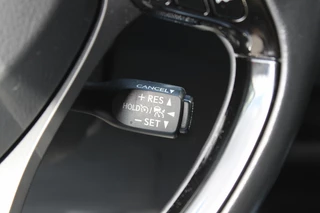 CANCEL
+ RES ▲
HOLD
− SET ▼